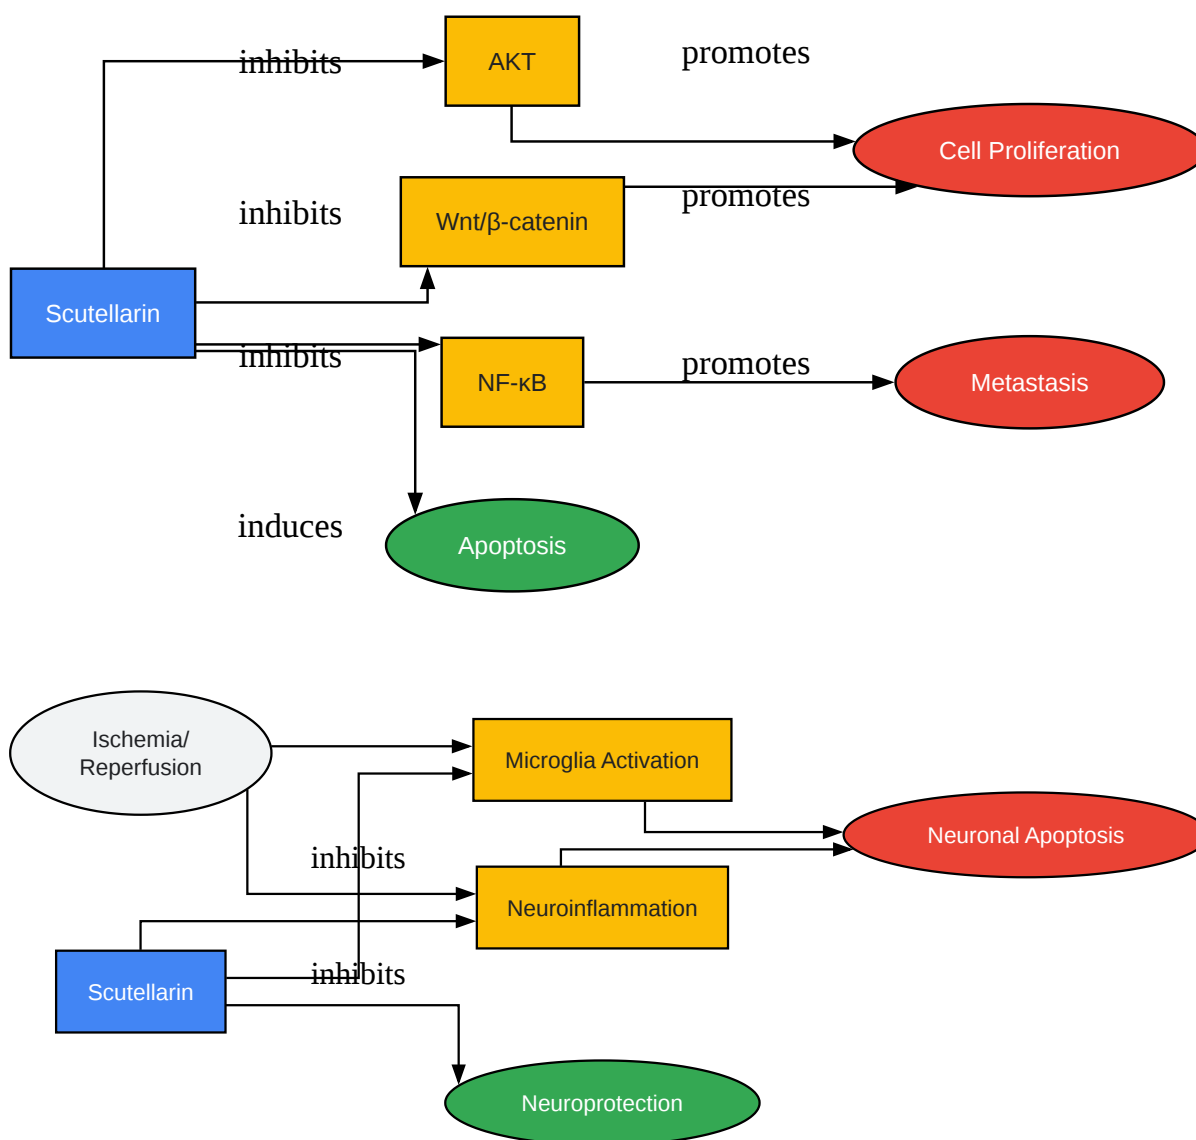 inhibits
AKT
promotes
Cell Proliferation
inhibits
Wnt/β-catenin
promotes
Scutellarin
inhibits
NF-κB
promotes
Metastasis
induces
Apoptosis
Ischemia/
Reperfusion
Microglia Activation
Neuronal Apoptosis
inhibits
Neuroinflammation
inhibits
Scutellarin
Neuroprotection